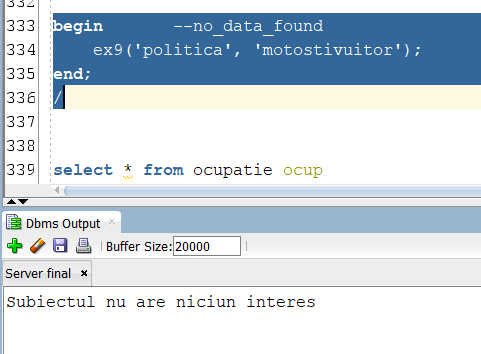 332
333 begin --no_data_found
334 ex9('politica', 'motostivuitor');
335 end;
336 /
337
338
339 select * from ocupatie ocup
Dbms Output ×
Buffer Size: 20000
Server final ×
Subiectul nu are niciun interes